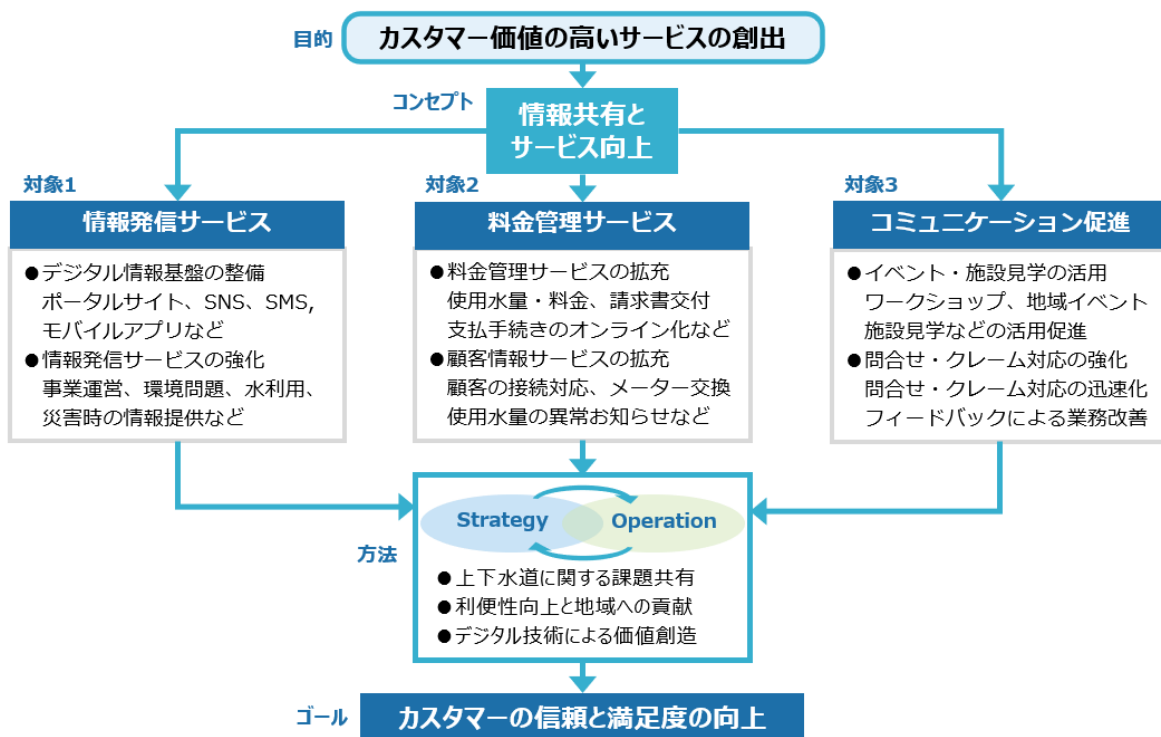 目的
カスタマー価値の高いサービスの創出
コンセプト
情報共有と
サービス向上
対象1
情報発信サービス
●デジタル情報基盤の整備
ポータルサイト、SNS、SMS,
モバイルアプリなど
●情報発信サービスの強化
事業運営、環境問題、水利用、
災害時の情報提供など
対象2
料金管理サービス
●料金管理サービスの拡充
使用水量・料金、請求書交付
支払手続きのオンライン化など
●顧客情報サービスの拡充
顧客の接続対応、メーター交換
使用水量の異常お知らせなど
対象3
コミュニケーション促進
●イベント・施設見学の活用
ワークショップ、地域イベント
施設見学などの活用促進
●問合せ・クレーム対応の強化
問合せ・クレーム対応の迅速化
フィードバックによる業務改善
方法
Strategy
Operation
●上下水道に関する課題共有
●利便性向上と地域への貢献
●デジタル技術による価値創造
ゴール
カスタマーの信頼と満足度の向上